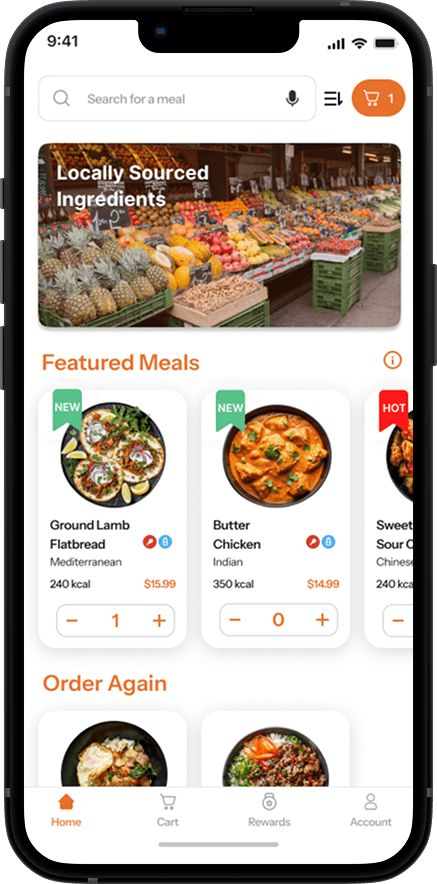 9:41
Search for a meal
1
Locally Sourced
Ingredients
Featured Meals
NEW
NEW
HOT
Ground Lamb
Flatbread
Mediterranean
240 kcal
$15.99
1
Butter
Chicken
Indian
350 kcal
$14.99
0
Sweet
Sour
Chinese
240
Order Again
Home
Cart
Rewards
Account